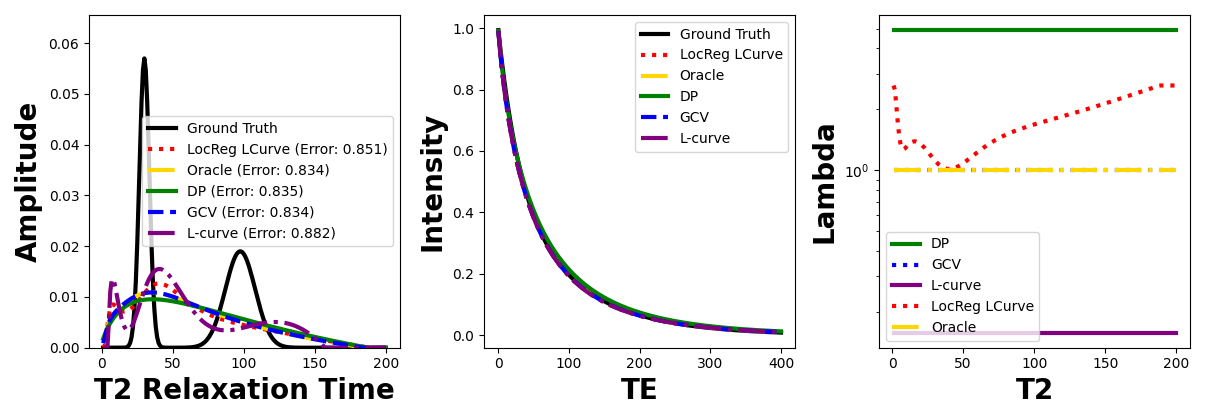 Amplitude
0.06
0.05
0.04
0.03
0.02
0.01
0.00
Ground Truth
LocReg LCurve (Error: 0.851)
Oracle (Error: 0.834)
DP (Error: 0.835)
GCV (Error: 0.834)
L-curve (Error: 0.882)
0 50 100 150 200
T2 Relaxation Time
Intensity
1.0
0.8
0.6
0.4
0.2
0.0
Ground Truth
LocReg LCurve
Oracle
DP
GCV
L-curve
0 100 200 300 400
TE
Lambda
10⁰
DP
GCV
L-curve
LocReg LCurve
Oracle
0 50 100 150 200
T2